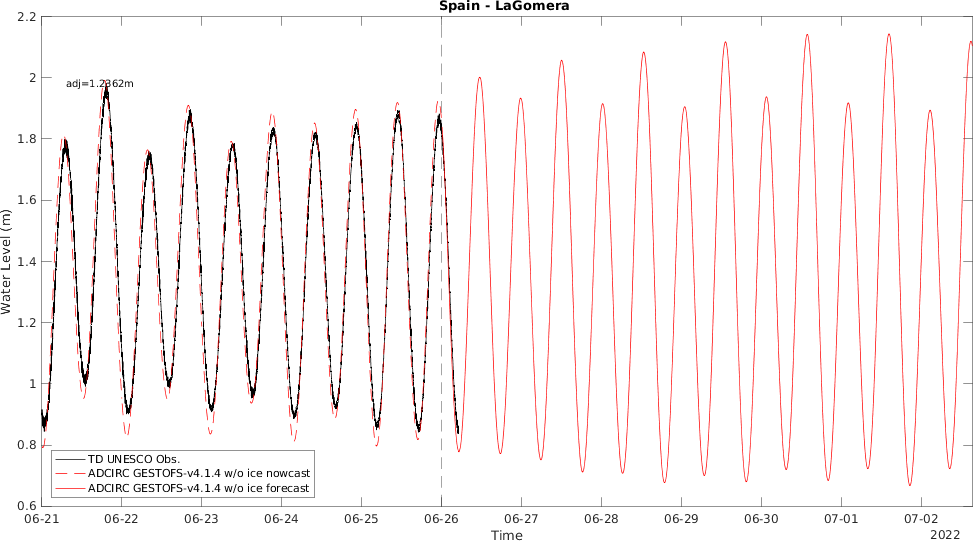 Spain - LaGomera
2.2
2
1.8
1.6
1.4
1.2
1
0.8
0.6
Water Level (m)
adj=1.2362m
TD UNESCO Obs.
ADCIRC GESTOFS-v4.1.4 w/o ice nowcast
ADCIRC GESTOFS-v4.1.4 w/o ice forecast
06-21 06-22 06-23 06-24 06-25 06-26 06-27 06-28 06-29 06-30 07-01 07-02
Time
2022